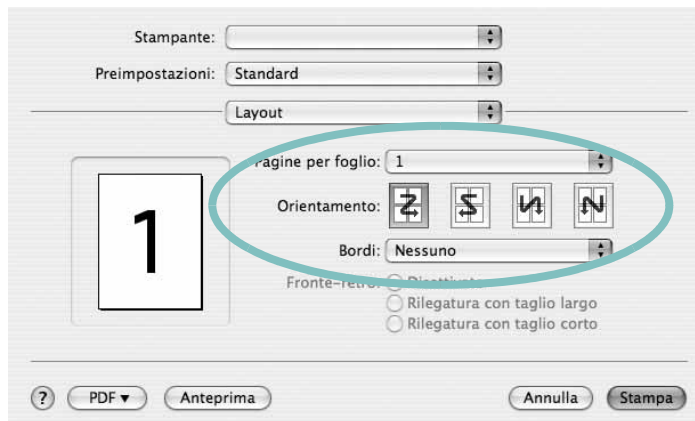 Stampante:
Preimpostazioni: Standard
Layout
Pagine per foglio: 1
Orientamento:
1
Bordi: Nessuno
Fronte-retro: Disattivato
Rilegatura con taglio largo
Rilegatura con taglio corto
? PDF Anteprima Annulla Stampa